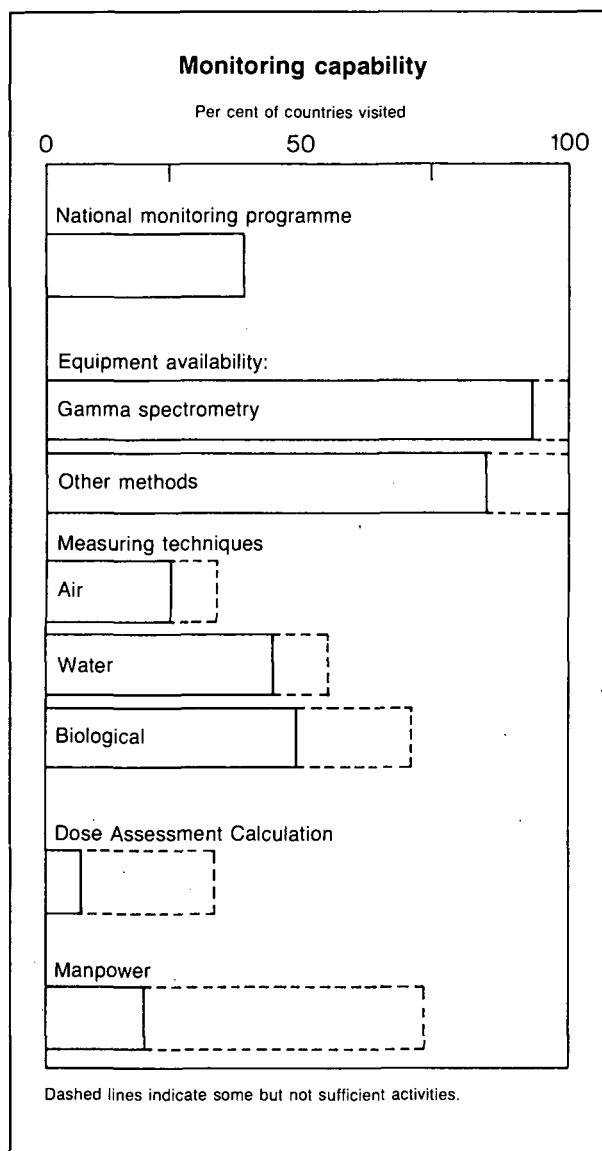 Monitoring capability
Per cent of countries visited
0 50 100
National monitoring programme
Equipment availability:
Gamma spectrometry
Other methods
Measuring techniques
Air
Water
Biological
Dose Assessment Calculation
Manpower
Dashed lines indicate some but not sufficient activities.